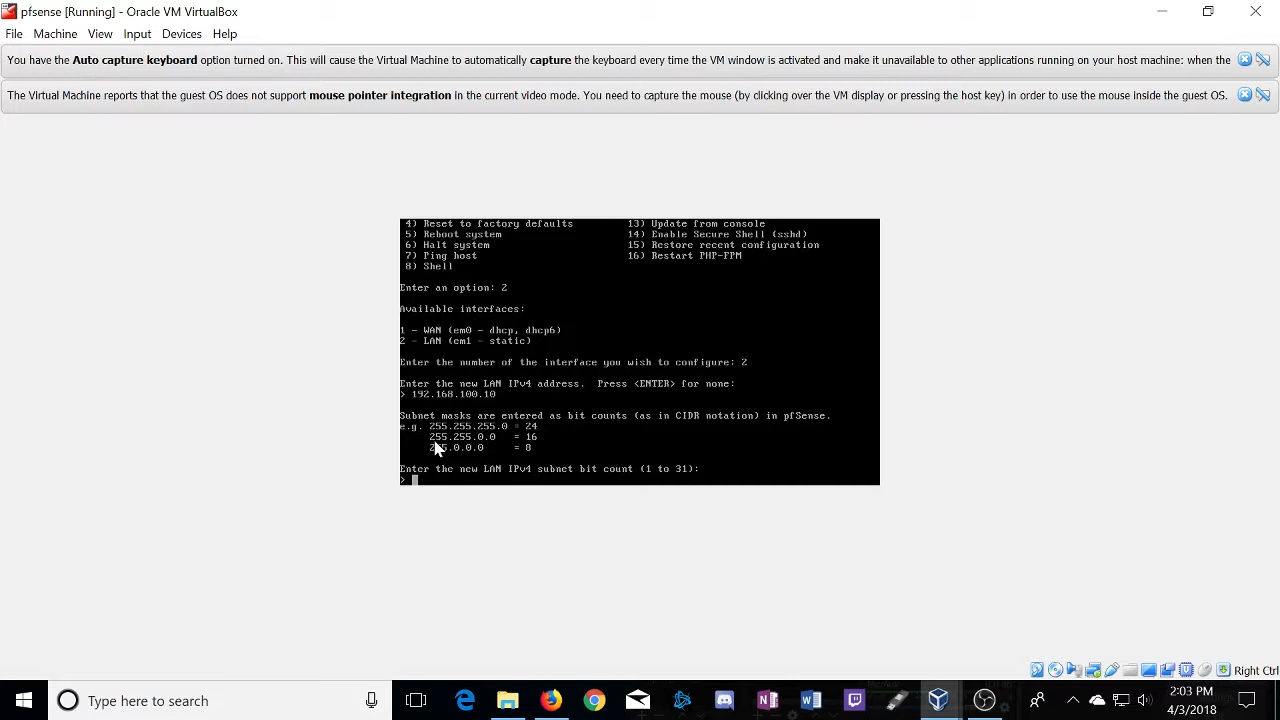 pfsense [Running] - Oracle VM VirtualBox
File Machine View Input Devices Help
You have the Auto capture keyboard option turned on. This will cause the Virtual Machine to automatically capture the keyboard every time the VM window is activated and make it unavailable to other applications running on your host machine: when the
The Virtual Machine reports that the guest OS does not support mouse pointer integration in the current video mode. You need to capture the mouse (by clicking over the VM display or pressing the host key) in order to use the mouse inside the guest OS.
4) Reset to factory defaults 13) Update from console
5) Reboot system 14) Enable Secure Shell (sshd)
6) Halt system 15) Restore recent configuration
7) Ping host 16) Restart PHP-FPM
8) Shell
Enter an option: 2
Available interfaces:
1 - WAN (em0 - dhcp, dhcp6)
2 - LAN (em1 - static)
Enter the number of the interface you wish to configure: 2
Enter the new LAN IPv4 address. Press <ENTER> for none:
> 192.168.100.10
Subnet masks are entered as bit counts (as in CIDR notation) in pfSense.
e.g. 255.255.255.0 = 24
255.255.0.0 = 16
255.0.0.0 = 8
Enter the new LAN IPv4 subnet bit count (1 to 31):
>
Right Ctrl
Type here to search
2:03 PM
4/3/2018